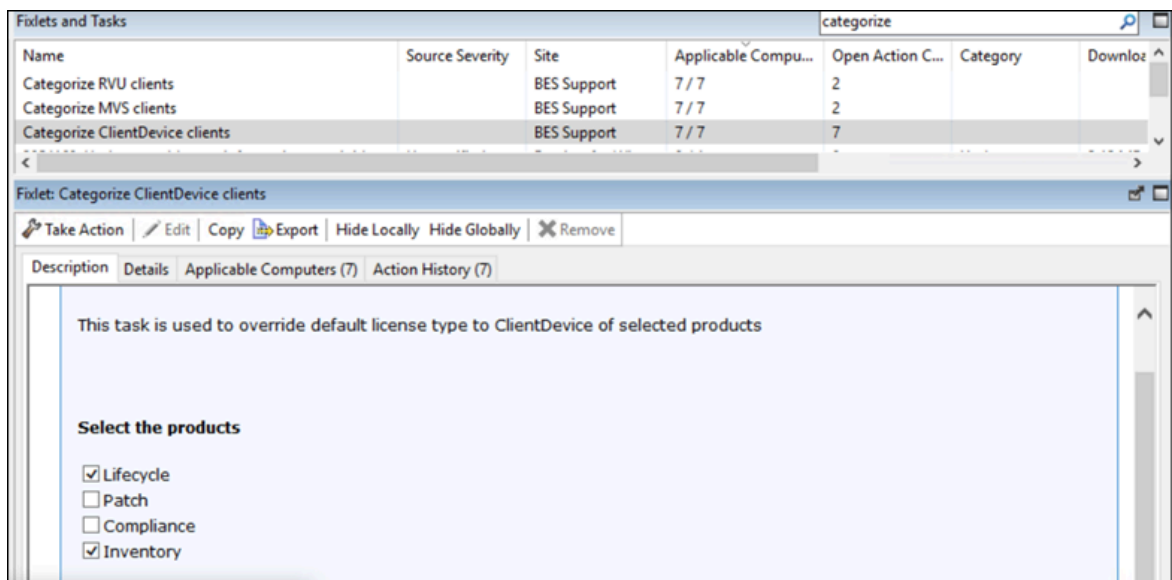 Fixlets and Tasks categorize
Name Source Severity Site Applicable Compu... Open Action C... Category Downloa
Categorize RVU clients BES Support 7 / 7 2
Categorize MVS clients BES Support 7 / 7 2
Categorize ClientDevice clients BES Support 7 / 7 7
Fixlet: Categorize ClientDevice clients
Take Action Edit Copy Export Hide Locally Hide Globally Remove
Description Details Applicable Computers (7) Action History (7)
This task is used to override default license type to ClientDevice of selected products
Select the products
Lifecycle
Patch
Compliance
Inventory